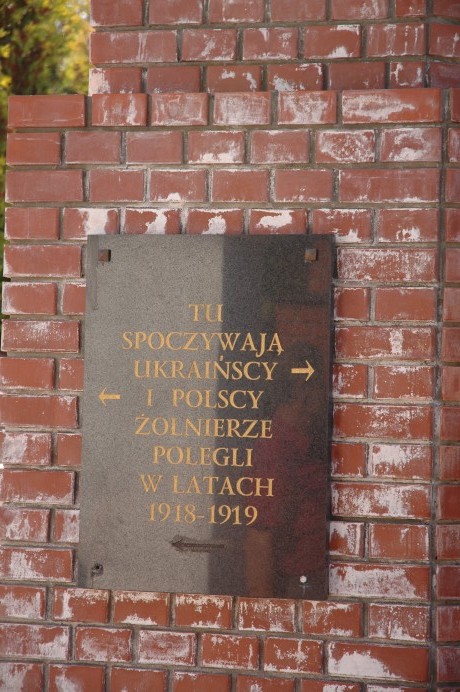 TU
SPOCZYWAJĄ
UKRAIŃSCY →
← I POLSCY
ŻOŁNIERZE
POLEGLI
W LATACH
1918-1919
←